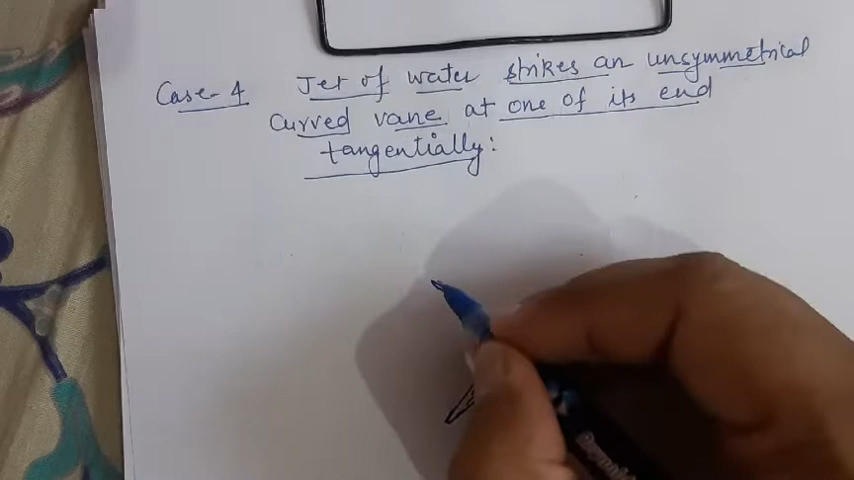 Case-4 Jet of water strikes an unsymmetrical
curved vane at one of its end
tangentially: